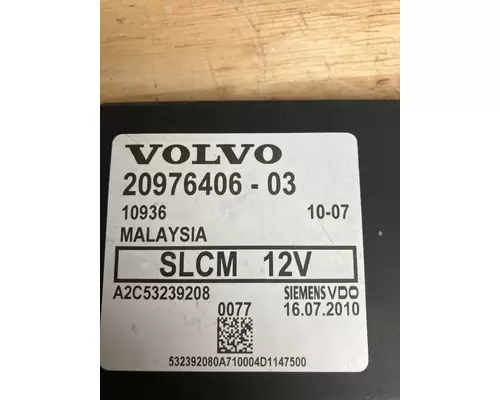 VOLVO
20976406 - 03
10936 10-07
MALAYSIA
SLCM 12V
A2C53239208 SIEMENS VDO
0077 16.07.2010
532392080A710004D1147500